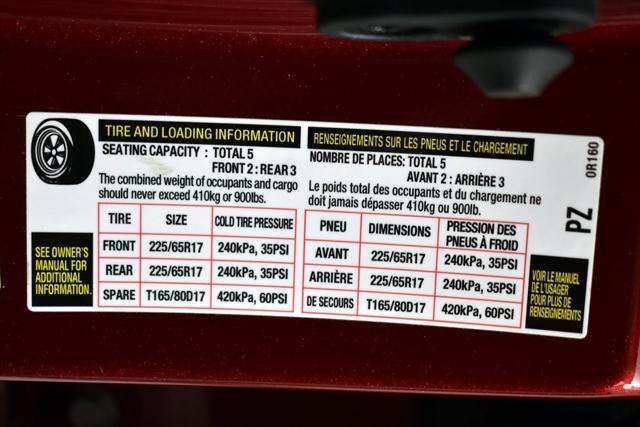 TIRE AND LOADING INFORMATION
SEATING CAPACITY : TOTAL 5
FRONT 2 : REAR 3
The combined weight of occupants and cargo
should never exceed 410kg or 900lbs.
TIRE SIZE COLD TIRE PRESSURE
FRONT 225/65R17 240kPa, 35PSI
REAR 225/65R17 240kPa, 35PSI
SPARE T165/80D17 420kPa, 60PSI
SEE OWNER'S
MANUAL FOR
ADDITIONAL
INFORMATION.
RENSEIGNEMENTS SUR LES PNEUS ET LE CHARGEMENT
NOMBRE DE PLACES: TOTAL 5
AVANT 2 : ARRIÈRE 3
Le poids total des occupants et du chargement ne
doit jamais dépasser 410kg ou 900lb.
PNEU DIMENSIONS PRESSION DES
PNEUS À FROID
AVANT 225/65R17 240kPa, 35PSI
ARRIÈRE 225/65R17 240kPa, 35PSI
DE SECOURS T165/80D17 420kPa, 60PSI
VOIR LE MANUEL
DE L'USAGER
POUR PLUS DE
RENSEIGNEMENTS
0R160
PZ